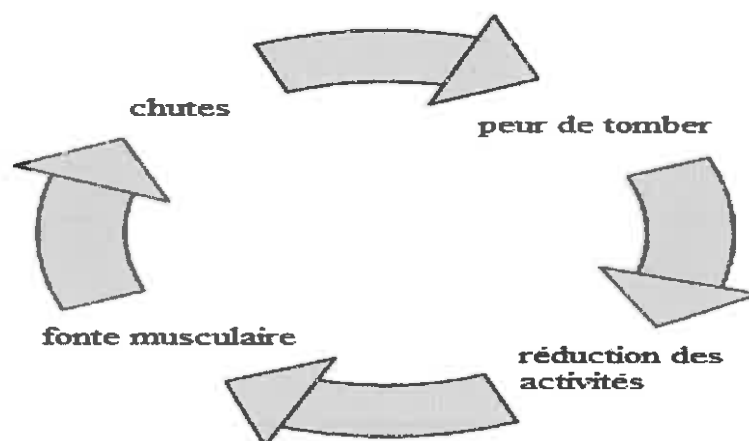 chutes
peur de tomber
réduction des
activités
fonte musculaire